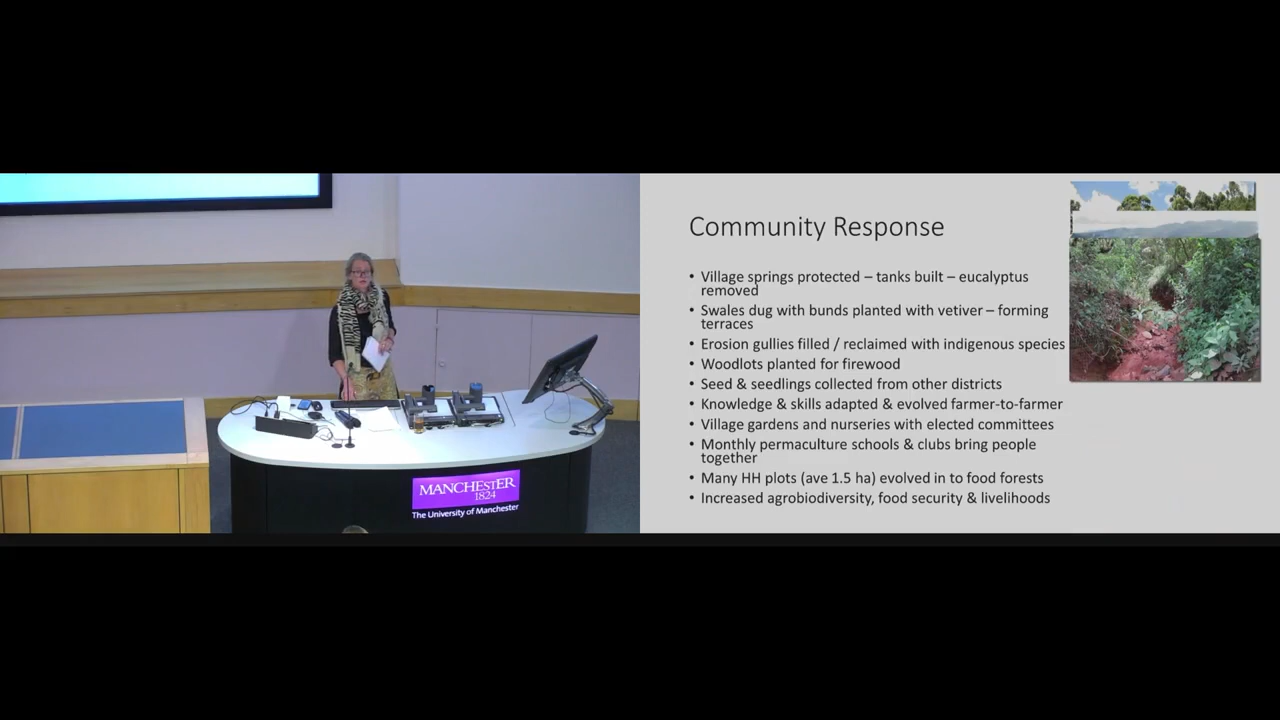 MANCHESTER
1824
The University of Manchester
Community Response
• Village springs protected – tanks built – eucalyptus
removed
• Swales dug with bunds planted with vetiver – forming
terraces
• Erosion gullies filled / reclaimed with indigenous species
• Woodlots planted for firewood
• Seed & seedlings collected from other districts
• Knowledge & skills adapted & evolved farmer-to-farmer
• Village gardens and nurseries with elected committees
• Monthly permaculture schools & clubs bring people
together
• Many HH plots (ave 1.5 ha) evolved in to food forests
• Increased agrobiodiversity, food security & livelihoods